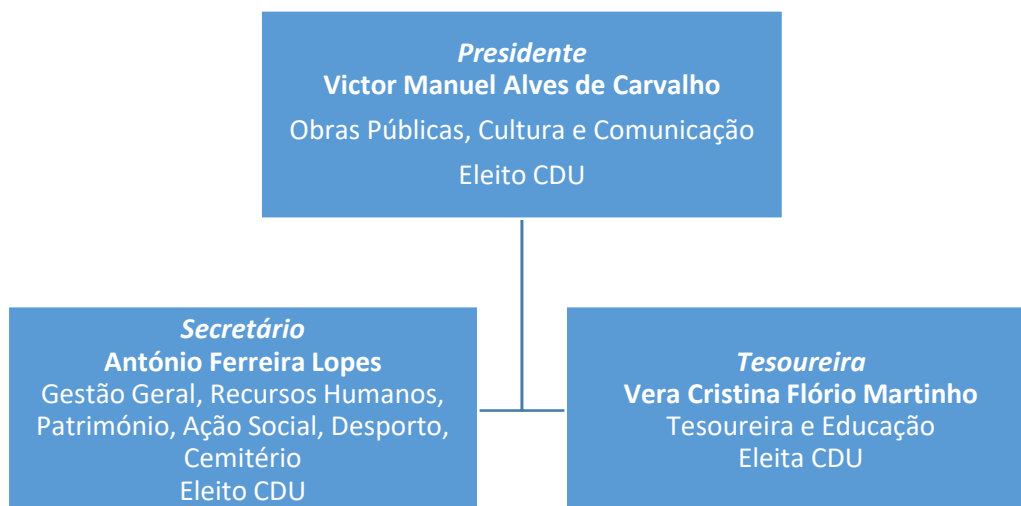 Presidente
Victor Manuel Alves de Carvalho
Obras Públicas, Cultura e Comunicação
Eleito CDU
Secretário
António Ferreira Lopes
Gestão Geral, Recursos Humanos,
Património, Ação Social, Desporto,
Cemitério
Eleito CDU
Tesoureira
Vera Cristina Flório Martinho
Tesoureira e Educação
Eleita CDU